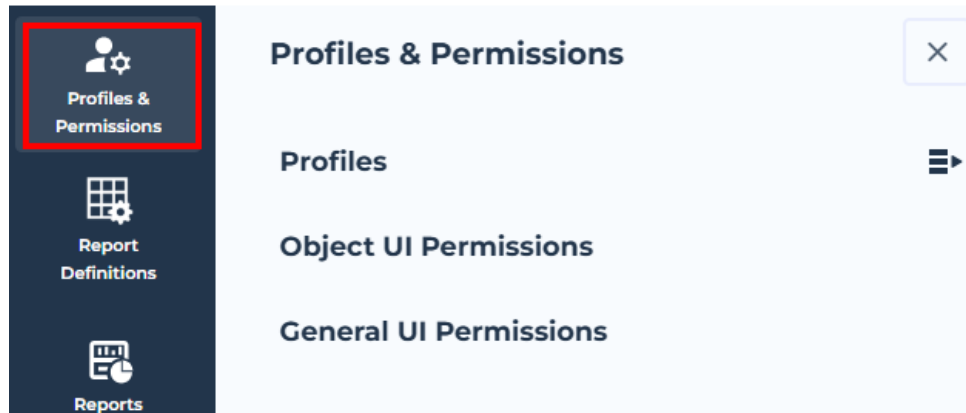 Profiles &
Permissions
Report
Definitions
Reports
Profiles & Permissions
Profiles
Object UI Permissions
General UI Permissions